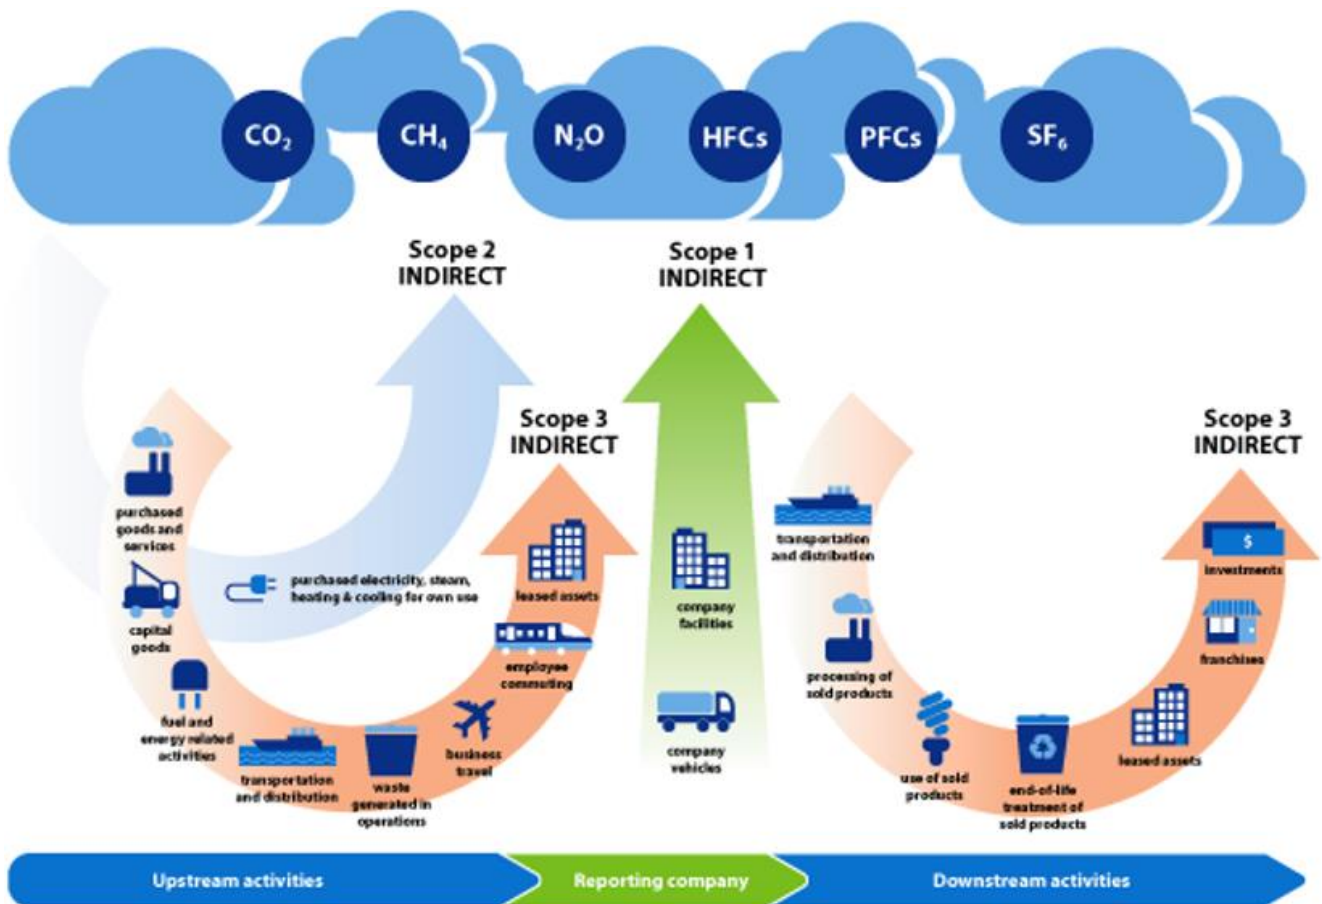 CO₂
CH₄
N₂O
HFCs
PFCs
SF₆
Scope 2
INDIRECT
Scope 1
INDIRECT
Scope 3
INDIRECT
Scope 3
INDIRECT
purchased
goods and
services
capital
goods
fuel and
energy related
activities
transportation
and distribution
waste
generated in
operations
business
travel
employee
commuting
leased assets
purchased electricity, steam,
heating & cooling for own use
company
facilities
company
vehicles
transportation
and distribution
processing of
sold products
use of sold
products
end-of-life
treatment of
sold products
leased assets
franchises
$
investments
Upstream activities
Reporting company
Downstream activities